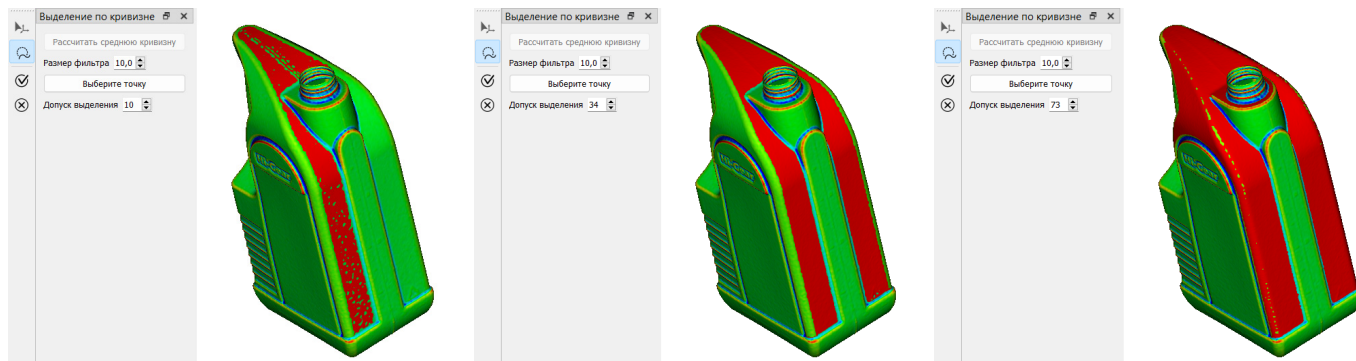 Выделение по кривизне
Рассчитать среднюю кривизну
Размер фильтра 10,0
Выберите точку
Допуск выделения 10
Выделение по кривизне
Рассчитать среднюю кривизну
Размер фильтра 10,0
Выберите точку
Допуск выделения 34
Выделение по кривизне
Рассчитать среднюю кривизну
Размер фильтра 10,0
Выберите точку
Допуск выделения 73